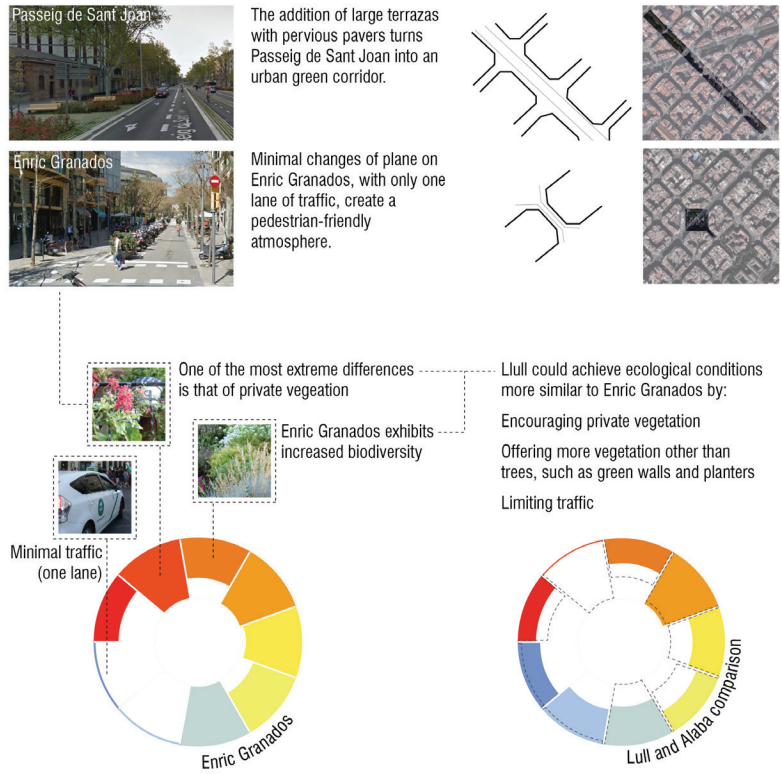 Passeig de Sant Joan
The addition of large terrazas
with pervious pavers turns
Passeig de Sant Joan into an
urban green corridor.
Enric Granados
Minimal changes of plane on
Enric Granados, with only one
lane of traffic, create a
pedestrian-friendly
atmosphere.
One of the most extreme differences
is that of private vegeation
Enric Granados exhibits
increased biodiversity
Minimal traffic
(one lane)
Enric Granados
Llull could achieve ecological conditions
more similar to Enric Granados by:
Encouraging private vegetation
Offering more vegetation other than
trees, such as green walls and planters
Limiting traffic
Lull and Alaba comparison